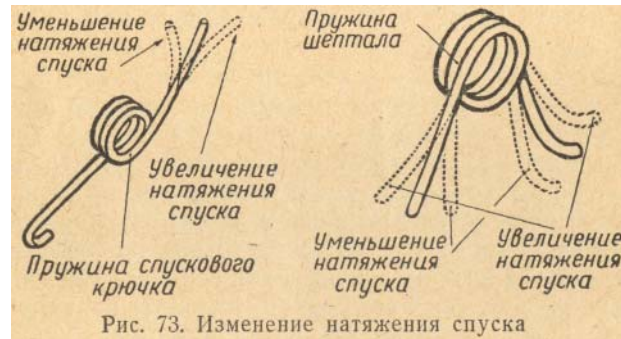 Уменьшение
натяжения
спуска
Увеличение
натяжения
спуска
Пружина спускового
крючка
Пружина
шептала
Уменьшение
натяжения
спуска
Увеличение
натяжения
спуска
Рис. 73. Изменение натяжения спуска